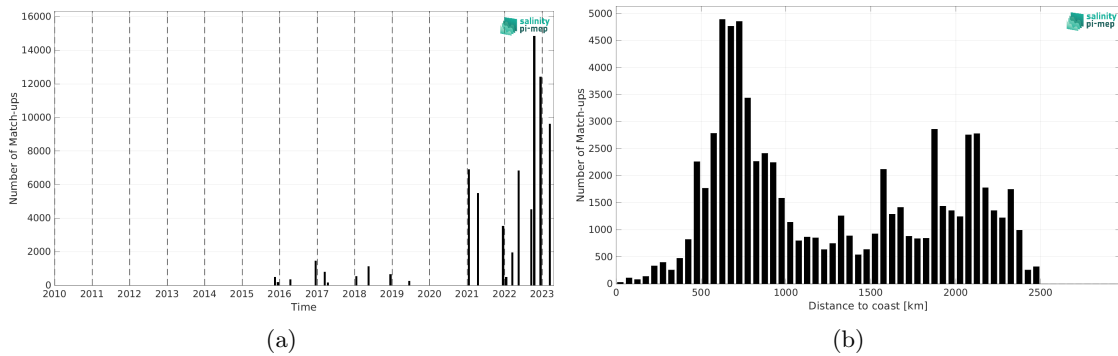 16000
14000
12000
10000
8000
6000
4000
2000
0
Number of Match-ups
2010 2011 2012 2013 2014 2015 2016 2017 2018 2019 2020 2021 2022 2023
Time
salinity
pi-mep
(a)
5000
4500
4000
3500
3000
2500
2000
1500
1000
500
0
Number of Match-ups
0 500 1000 1500 2000 2500
Distance to coast [km]
salinity
pi-mep
(b)